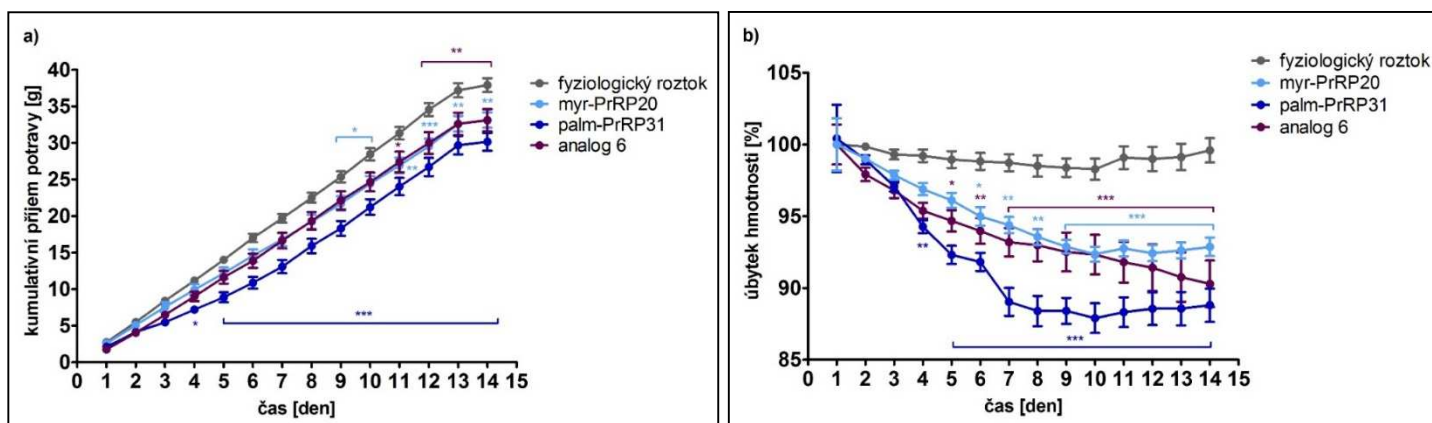 a)
kumulativní příjem potravy [g]
40
35
30
25
20
15
10
5
0
**
*
**
**
***
*
**
*
***
fyziologický roztok
myr-PrRP20
palm-PrRP31
analog 6
0 1 2 3 4 5 6 7 8 9 10 11 12 13 14 15
čas [den]
b)
úbytek hmotnosti [%]
105
100
95
90
85
* * ** ***
** ** ***
**
***
fyziologický roztok
myr-PrRP20
palm-PrRP31
analog 6
0 1 2 3 4 5 6 7 8 9 10 11 12 13 14 15
čas [den]